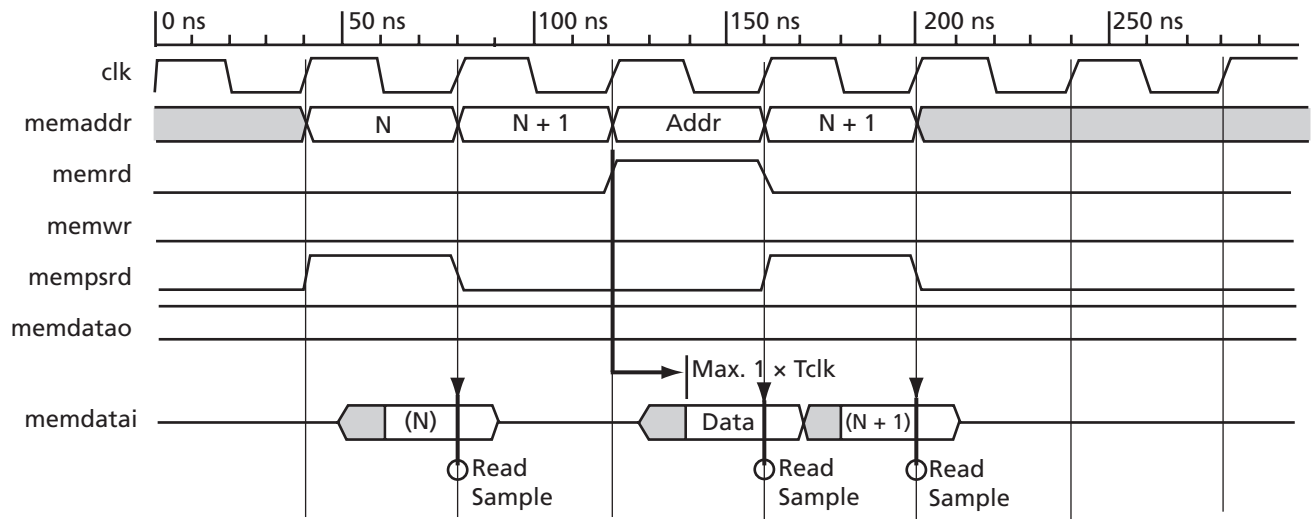 0 ns 50 ns 100 ns 150 ns 200 ns 250 ns
clk
memaddr N N + 1 Addr N + 1
memrd
memwr
mempsrd
memdatao
Max. 1 × Tclk
memdatai (N) Data (N + 1)
Read Sample
Read Sample
Read Sample